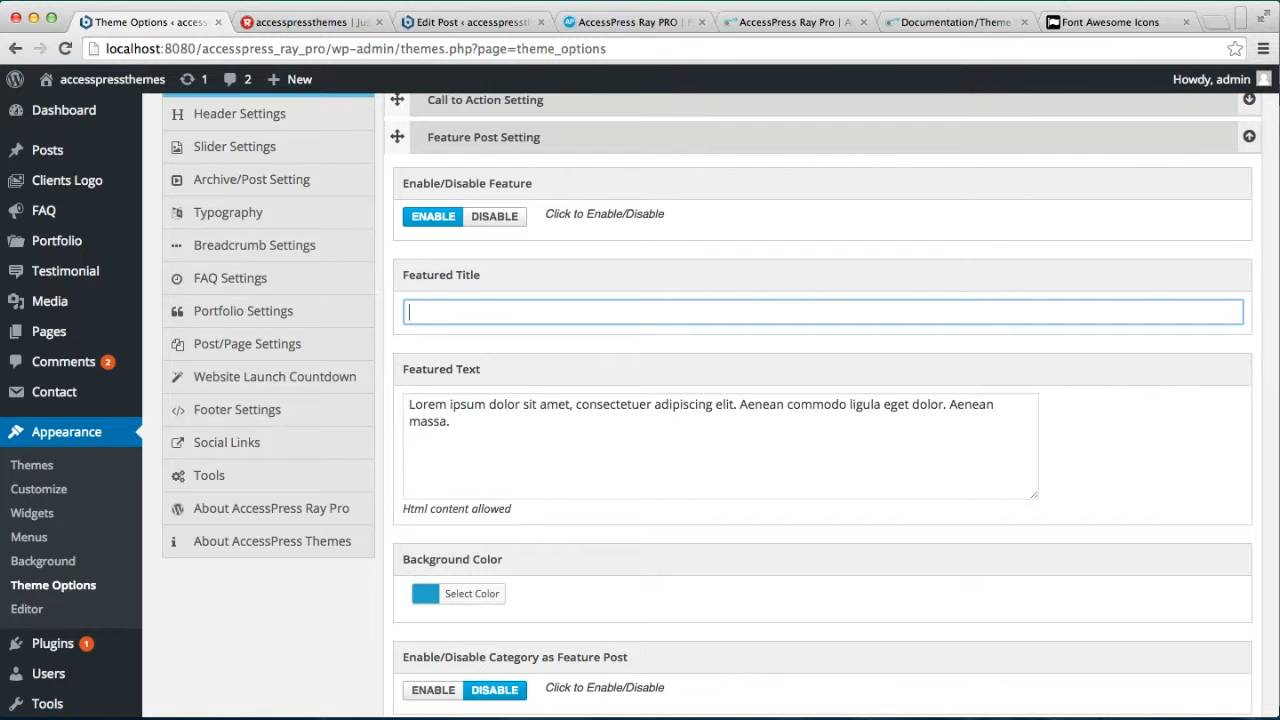 Theme Options ‹ access
accesspressthemes | Jus
Edit Post ‹ accesspressth
AccessPress Ray PRO | F
AccessPress Ray Pro | Ac
Documentation/Theme I
Font Awesome Icons
localhost:8080/accesspress_ray_pro/wp-admin/themes.php?page=theme_options
accesspressthemes 1 2 + New
Howdy, admin
Dashboard
Posts
Clients Logo
FAQ
Portfolio
Testimonial
Media
Pages
Comments 2
Contact
Appearance
Themes
Customize
Widgets
Menus
Background
Theme Options
Editor
Plugins 1
Users
Tools
Header Settings
Slider Settings
Archive/Post Setting
Typography
Breadcrumb Settings
FAQ Settings
Portfolio Settings
Post/Page Settings
Website Launch Countdown
Footer Settings
Social Links
Tools
About AccessPress Ray Pro
About AccessPress Themes
Call to Action Setting
Feature Post Setting
Enable/Disable Feature
ENABLE DISABLE Click to Enable/Disable
Featured Title
Featured Text
Lorem ipsum dolor sit amet, consectetuer adipiscing elit. Aenean commodo ligula eget dolor. Aenean
massa.
Html content allowed
Background Color
Select Color
Enable/Disable Category as Feature Post
ENABLE DISABLE Click to Enable/Disable